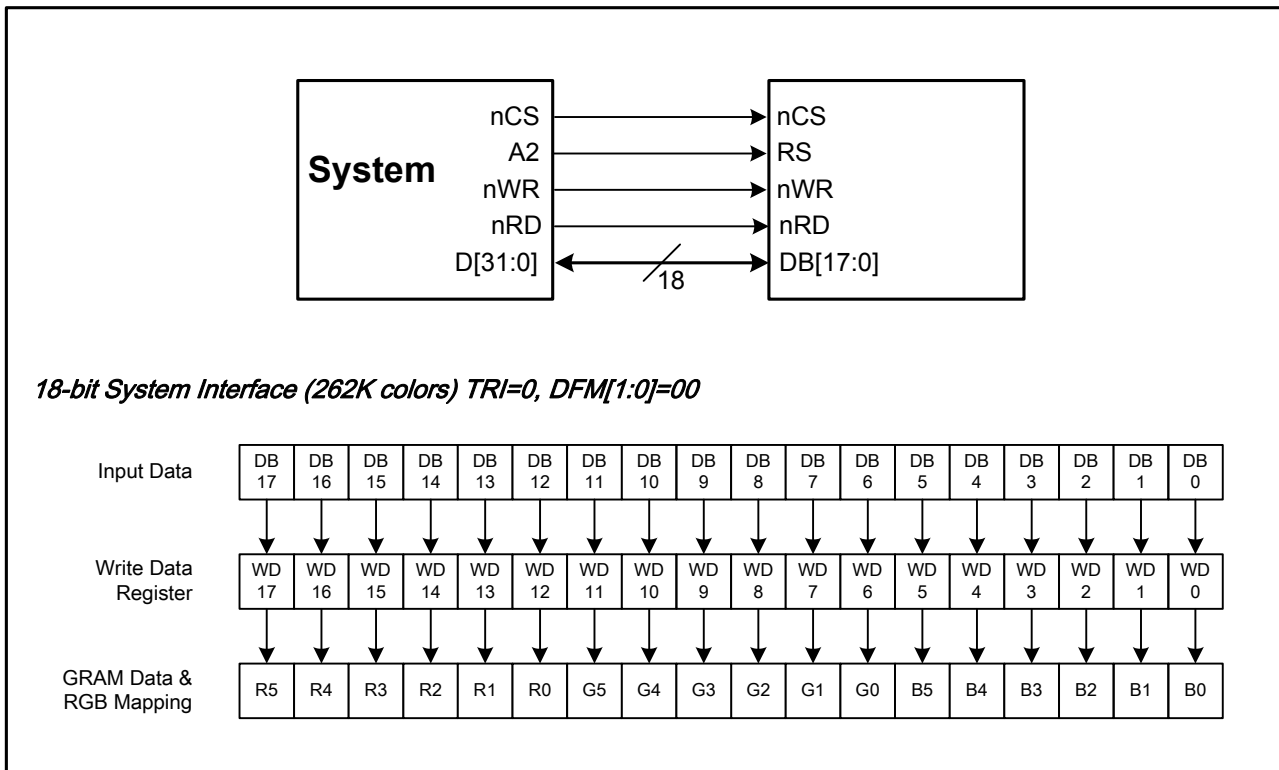 System
nCS nCS
A2 RS
nWR nWR
nRD nRD
D[31:0] DB[17:0]
18
18-bit System Interface (262K colors) TRI=0, DFM[1:0]=00
Input Data
DB DB DB DB DB DB DB DB DB DB DB DB DB DB DB DB DB DB
17 16 15 14 13 12 11 10 9 8 7 6 5 4 3 2 1 0
Write Data
Register
WD WD WD WD WD WD WD WD WD WD WD WD WD WD WD WD WD WD
17 16 15 14 13 12 11 10 9 8 7 6 5 4 3 2 1 0
GRAM Data &
RGB Mapping
R5 R4 R3 R2 R1 R0 G5 G4 G3 G2 G1 G0 B5 B4 B3 B2 B1 B0